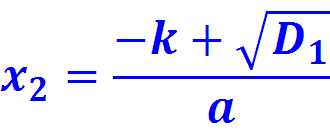 x₂ = (−k + √D₁) / a